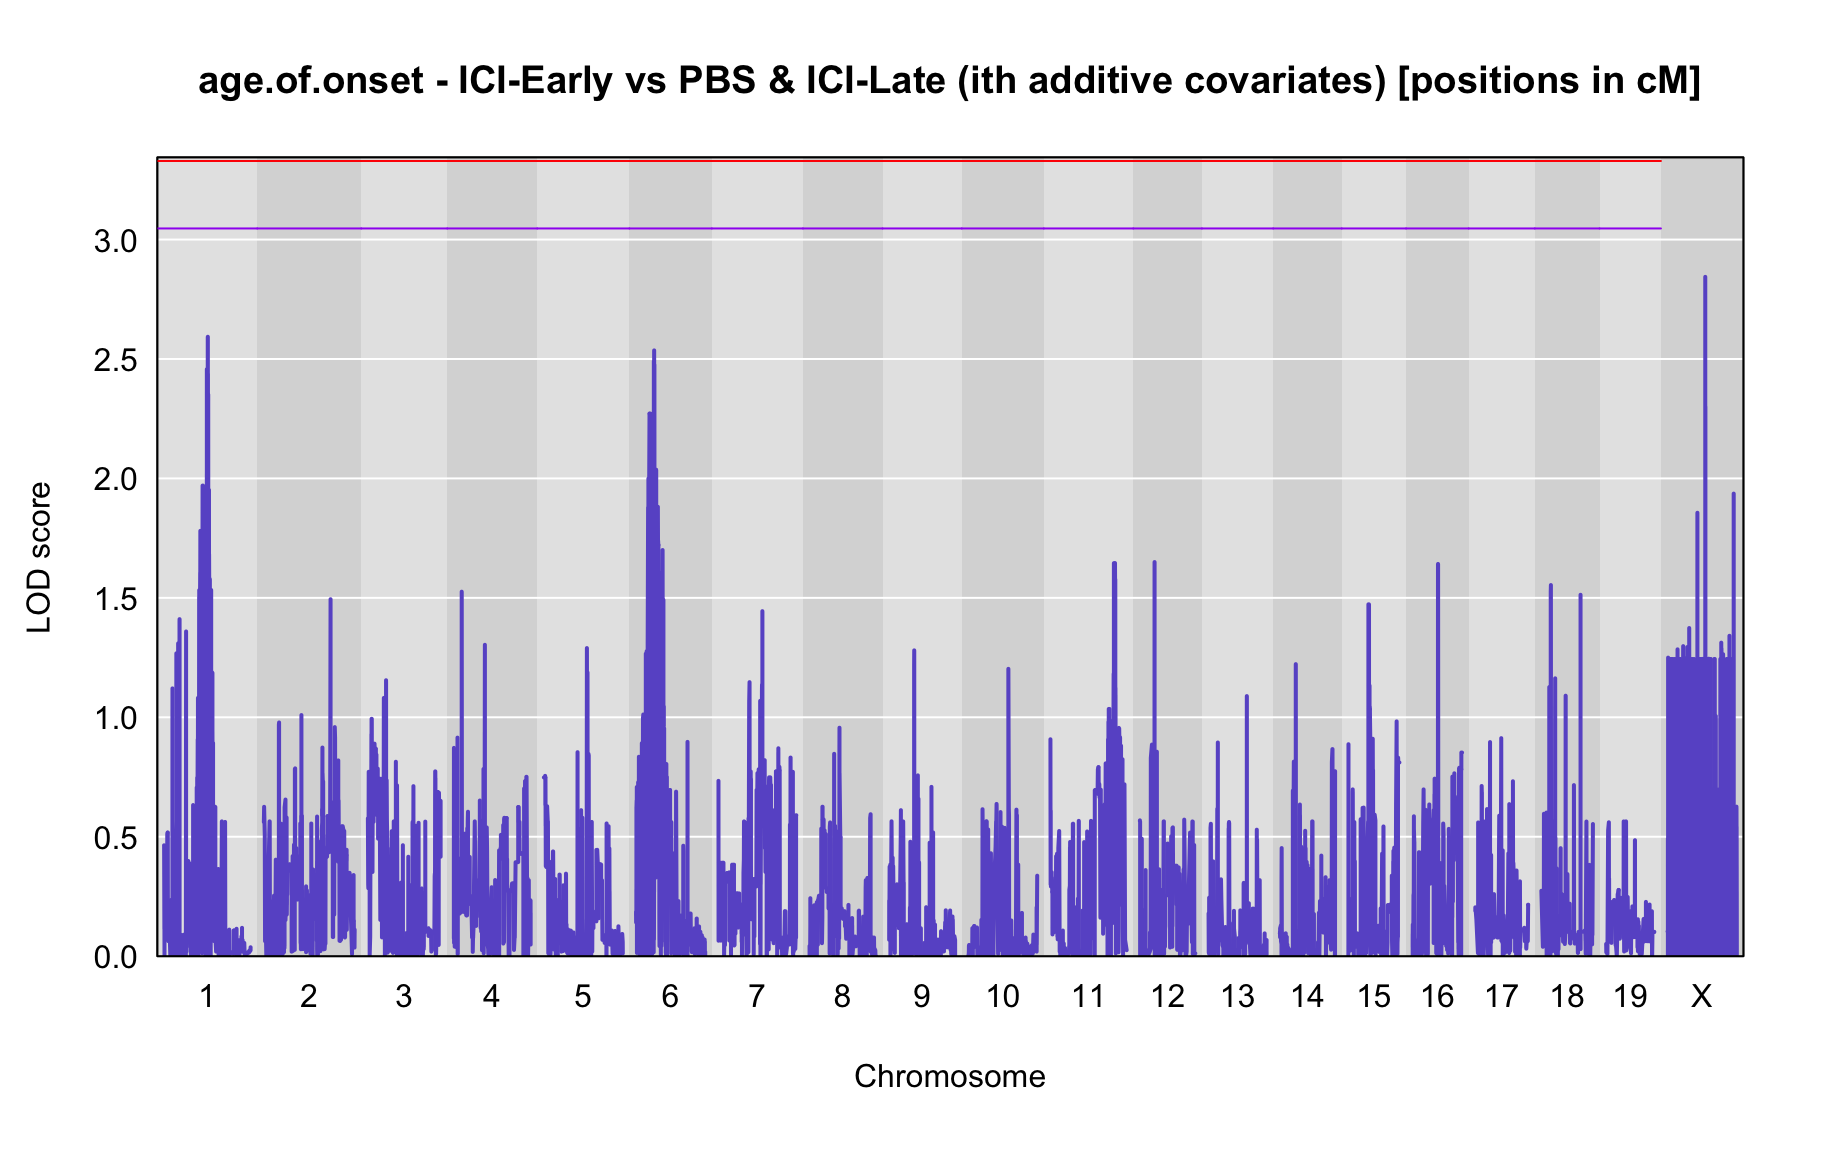 age.of.onset - ICI-Early vs PBS & ICI-Late (ith additive covariates) [positions in cM]
LOD score
3.0
2.5
2.0
1.5
1.0
0.5
0.0
1 2 3 4 5 6 7 8 9 10 11 12 13 14 15 16 17 18 19 X
Chromosome